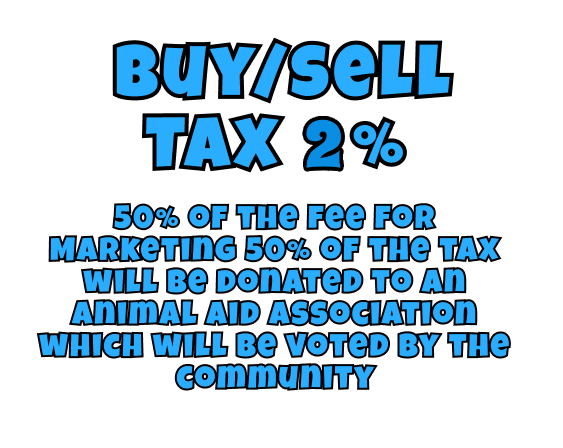 BUY/SELL
TAX 2%
50% OF THE FEE FOR
MARKETING 50% OF THE TAX
WILL BE DONATED TO AN
ANIMAL AID ASSOCIATION
WHICH WILL BE VOTED BY THE
COMMUNITY